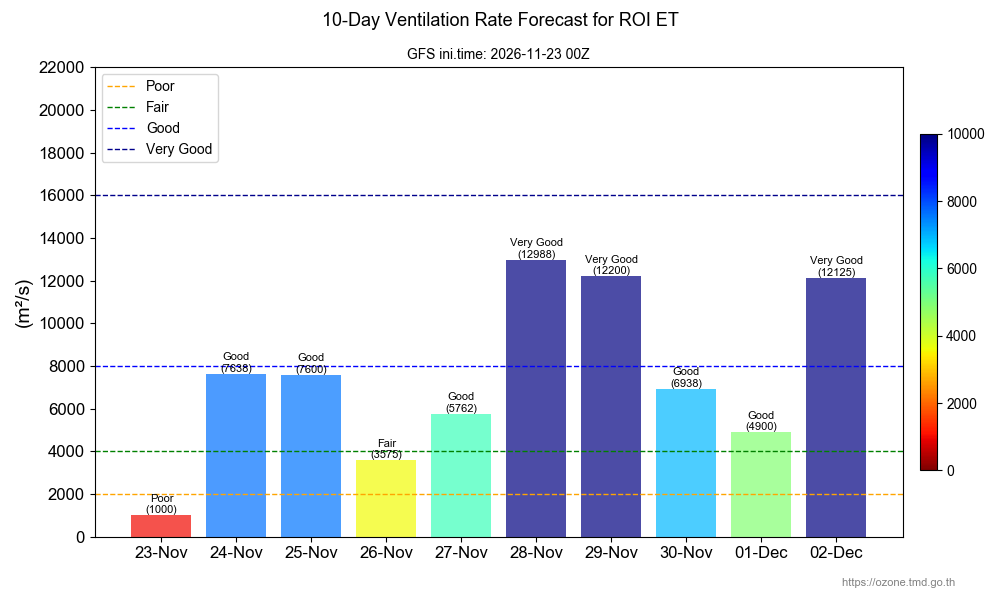 10-Day Ventilation Rate Forecast for ROI ET
GFS ini.time: 2026-11-23 00Z
22000
20000
18000
16000
14000
12000
10000
8000
6000
4000
2000
0
(m²/s)
Poor
Fair
Good
Very Good
Poor
(1000)
Good
(7638)
Good
(7600)
Fair
(3575)
Good
(5762)
Very Good
(12988)
Very Good
(12200)
Good
(6938)
Good
(4900)
Very Good
(12125)
23-Nov 24-Nov 25-Nov 26-Nov 27-Nov 28-Nov 29-Nov 30-Nov 01-Dec 02-Dec
10000
8000
6000
4000
2000
0
https://ozone.tmd.go.th